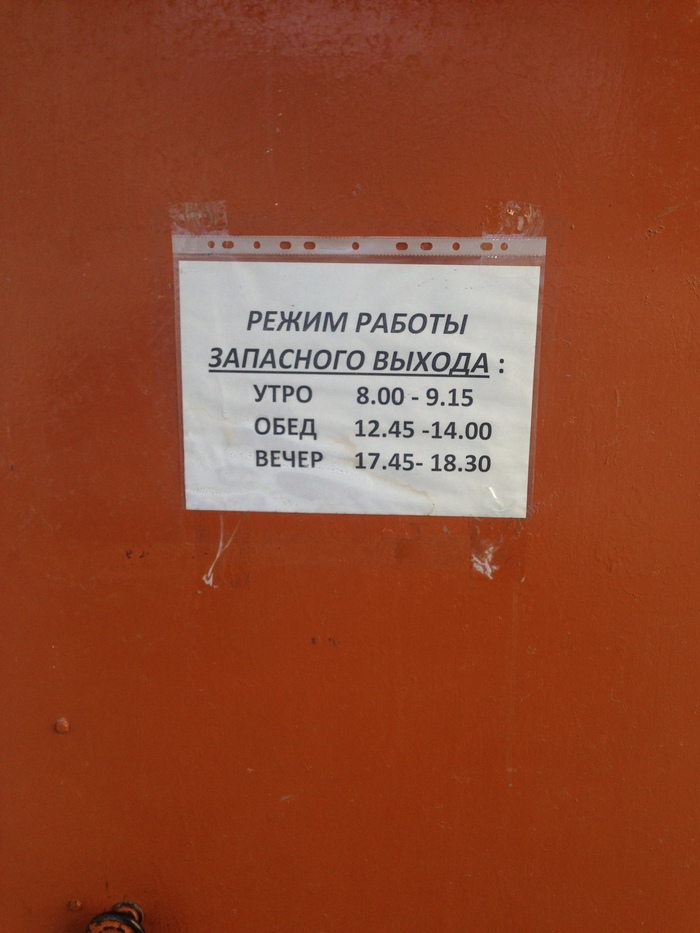 РЕЖИМ РАБОТЫ
ЗАПАСНОГО ВЫХОДА :
УТРО 8.00 - 9.15
ОБЕД 12.45 -14.00
ВЕЧЕР 17.45- 18.30